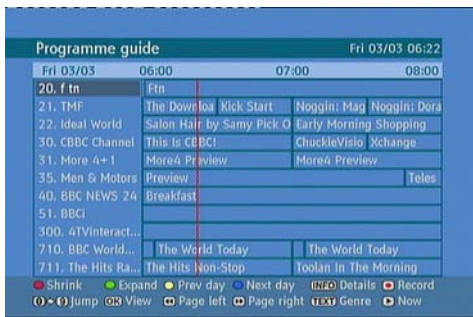 Programme guide Fri 03/03 06:22
Fri 03/03 06:00 07:00 08:00
20. f tn Ftn
21. TMF The Downloa Kick Start Noggin: Mag Noggin: Dora
22. Ideal World Salon Hair by Samy Pick O Early Morning Shopping
30. CBBC Channel This Is CBBC! ChuckleVisio Xchange
31. More 4+1 More4 Preview More4 Preview
35. Men & Motors Preview Teles
40. BBC NEWS 24 Breakfast
51. BBCi
300. 4TVinteract...
710. BBC World... The World Today The World Today
711. The Hits Ra... The Hits Non-Stop Toolan In The Morning
Shrink Expand Prev day Next day INFO Details Record
(0) - (9) Jump OK View Page left Page right TEXT Genre Now